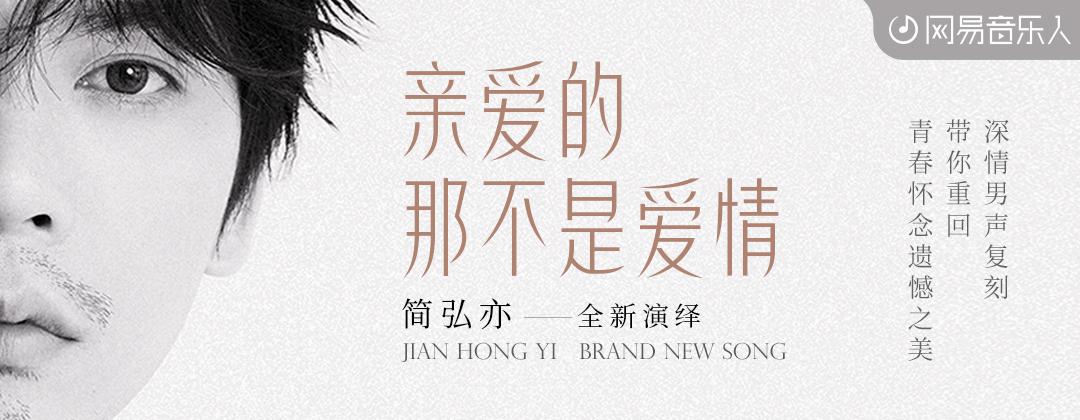 网易音乐人
亲爱的
那不是爱情
简弘亦——全新演绎
JIAN HONG YI BRAND NEW SONG
深情男声复刻
带你重回
青春怀念遗憾之美